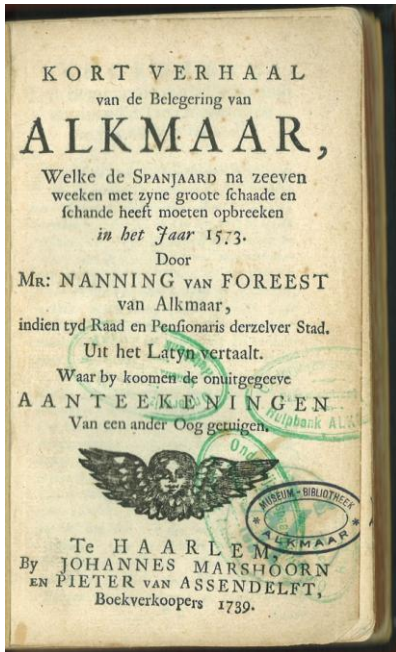 KORT VERHAAL
van de Belegering van
ALKMAAR,
Welke de SPANJAARD na zeeven
weeken met zyne groote ſchaade en
ſchande heeft moeten opbreeken
in het Jaar 1573.
Door
MR: NANNING VAN FOREEST
van Alkmaar,
indien tyd Raad en Penſionaris derzelver Stad.
Uit het Latyn vertaalt.
Waar by koomen de onuitgegeeve
AANTEEKENINGEN
Van een ander Oog getuigen.
Hulpbank ALK
Ond
MUSEUM-BIBLIOTHEEK
* ALKMAAR *
Te HAARLEM,
By JOHANNES MARSHOORN
EN PIETER VAN ASSENDELFT,
Boekverkoopers 1739.